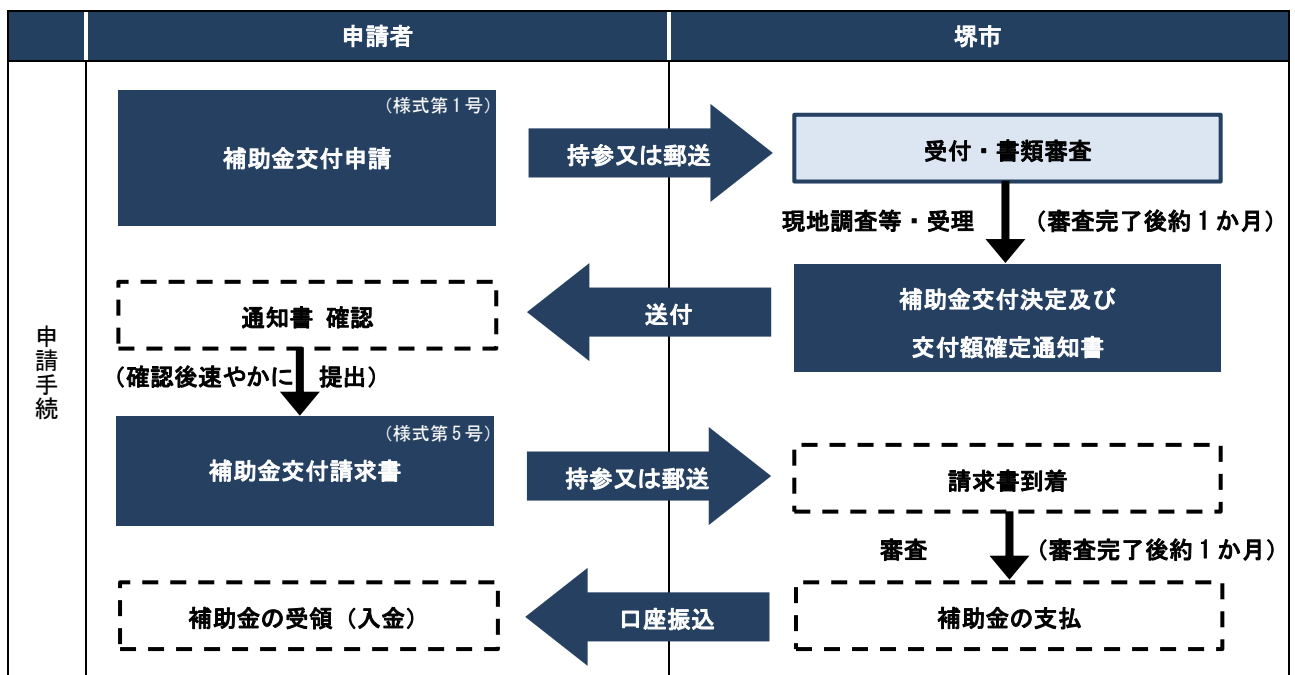 申請者
堺市
申請手続
(様式第1号)
補助金交付申請
持参又は郵送
受付・書類審査
現地調査等・受理
(審査完了後約1か月)
補助金交付決定及び
交付額確定通知書
送付
通知書 確認
(確認後速やかに 提出)
(様式第5号)
補助金交付請求書
持参又は郵送
請求書到着
審査
(審査完了後約1か月)
補助金の支払
口座振込
補助金の受領(入金)